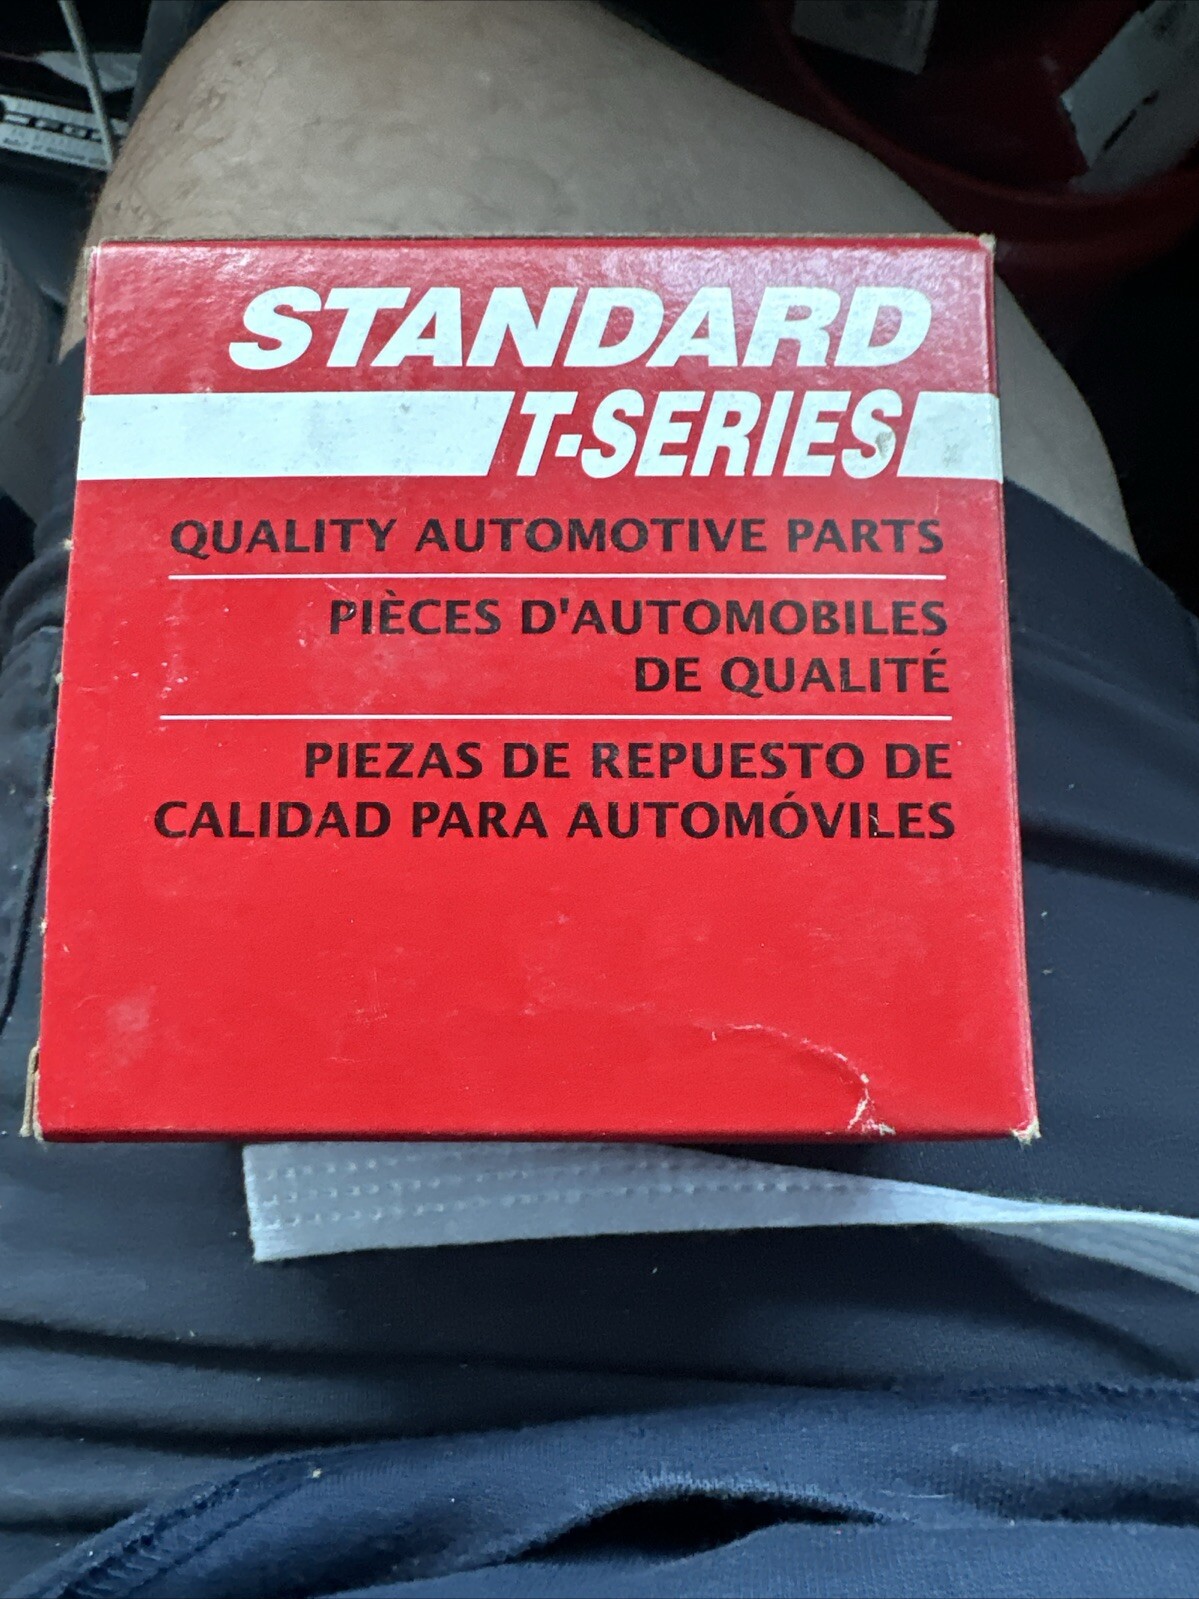 STANDARD
T-SERIES
QUALITY AUTOMOTIVE PARTS
PIÈCES D'AUTOMOBILES
DE QUALITÉ
PIEZAS DE REPUESTO DE
CALIDAD PARA AUTOMÓVILES